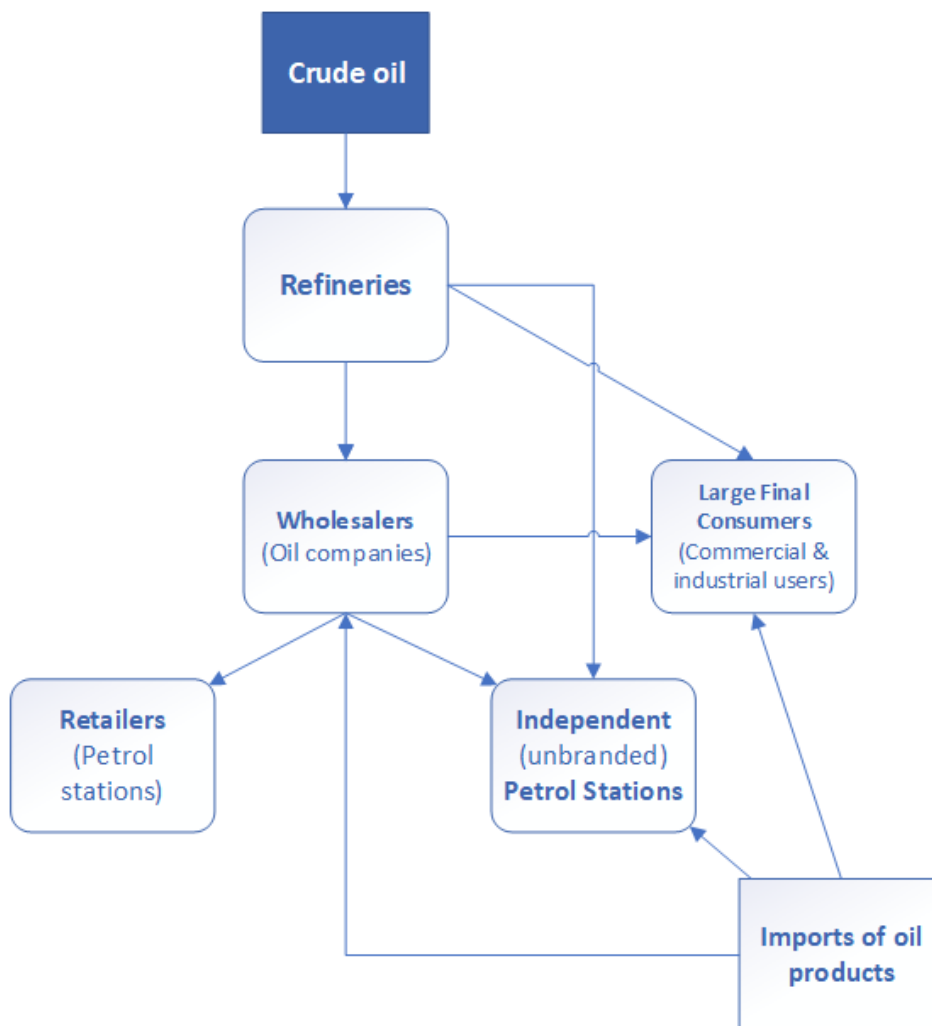 Crude oil
Refineries
Wholesalers
(Oil companies)
Large Final
Consumers
(Commercial &
industrial users)
Retailers
(Petrol
stations)
Independent
(unbranded)
Petrol Stations
Imports of oil
products